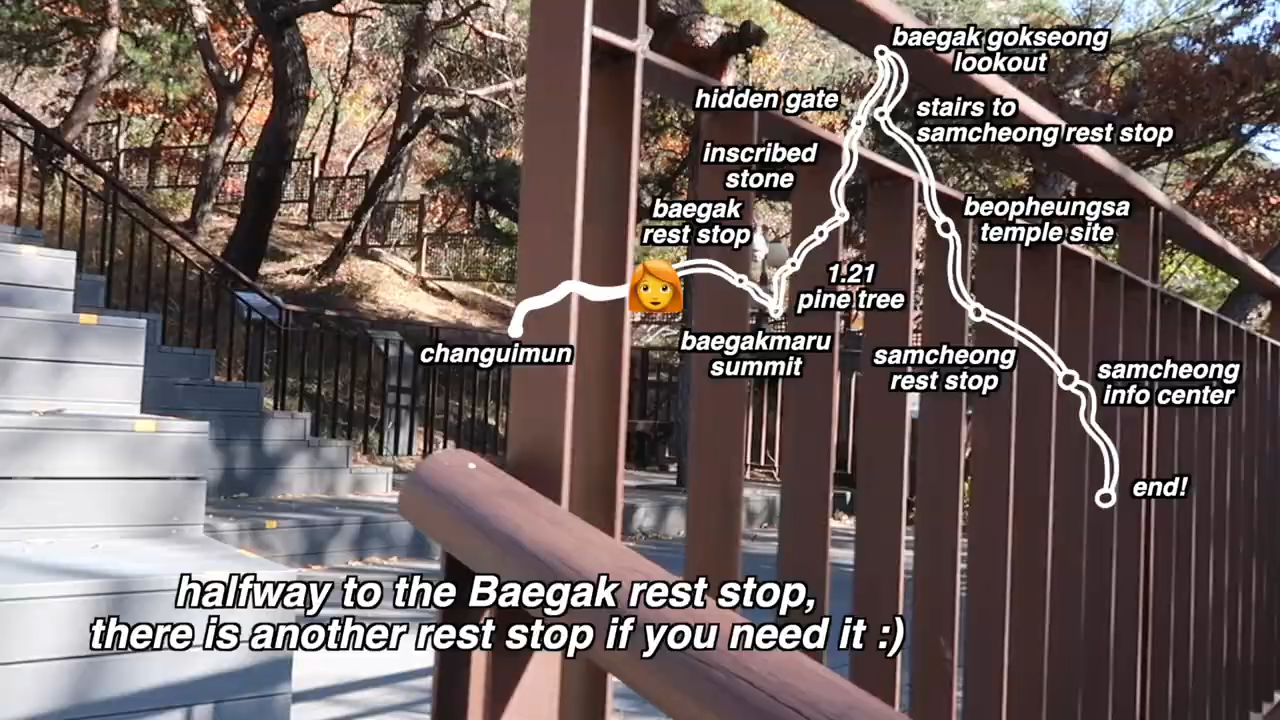 baegak gokseong
lookout
hidden gate
stairs to
samcheong rest stop
inscribed
stone
baegak
rest stop
beopheungsa
temple site
1.21
pine tree
changuimun
baegakmaru
summit
samcheong
rest stop
samcheong
info center
end!
halfway to the Baegak rest stop,
there is another rest stop if you need it :)